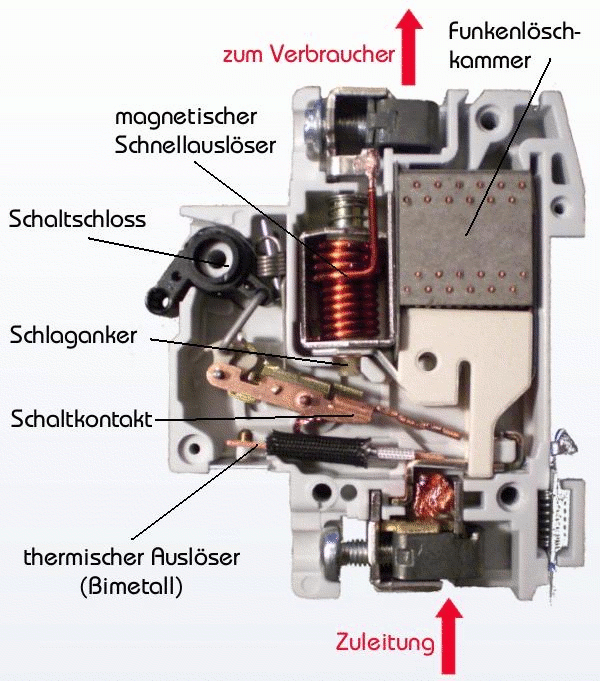 zum Verbraucher
Funkenlösch-
kammer
magnetischer
Schnellauslöser
Schaltschloss
Schlaganker
Schaltkontakt
thermischer Auslöser
(Bimetall)
Zuleitung